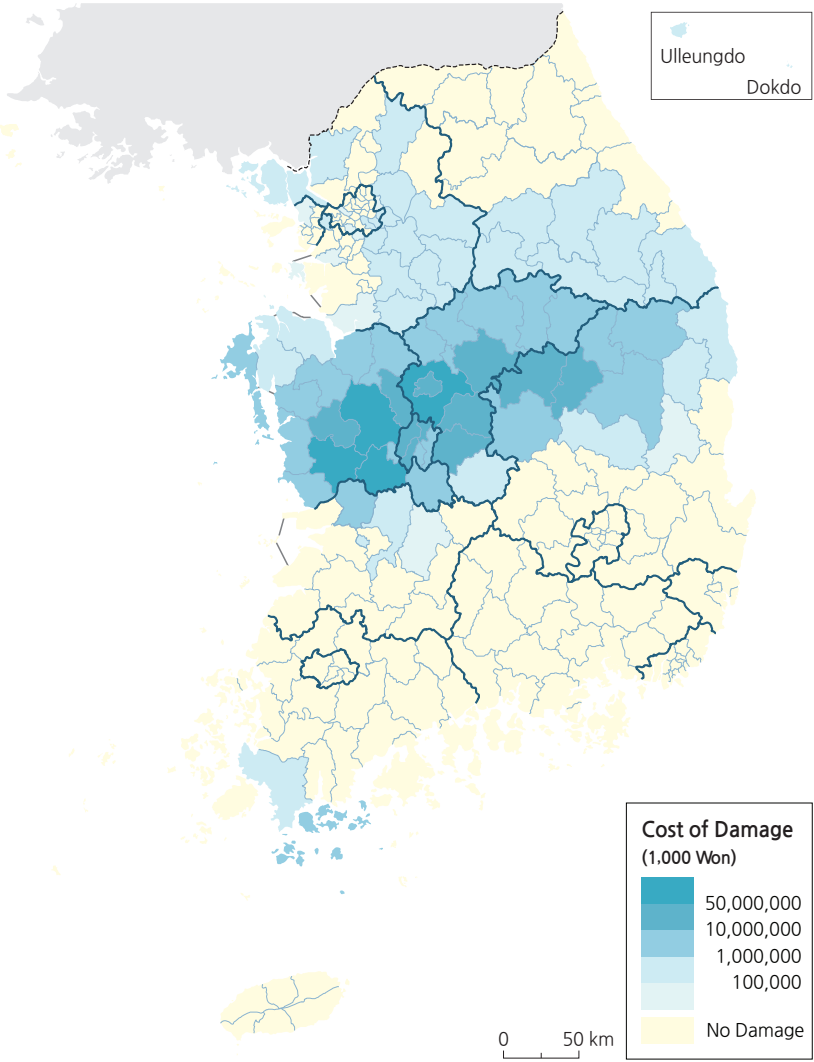 Ulleungdo
Dokdo
Cost of Damage
(1,000 Won)
50,000,000
10,000,000
1,000,000
100,000
No Damage
0 50 km